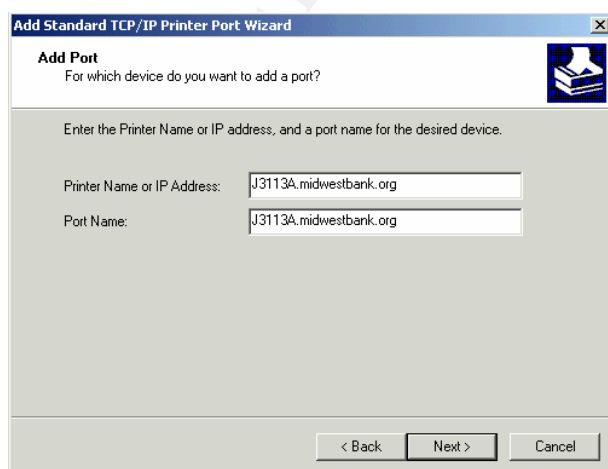 Add Standard TCP/IP Printer Port Wizard
Add Port
For which device do you want to add a port?
Enter the Printer Name or IP address, and a port name for the desired device.
Printer Name or IP Address: J3113A.midwestbank.org
Port Name: J3113A.midwestbank.org
< Back Next > Cancel